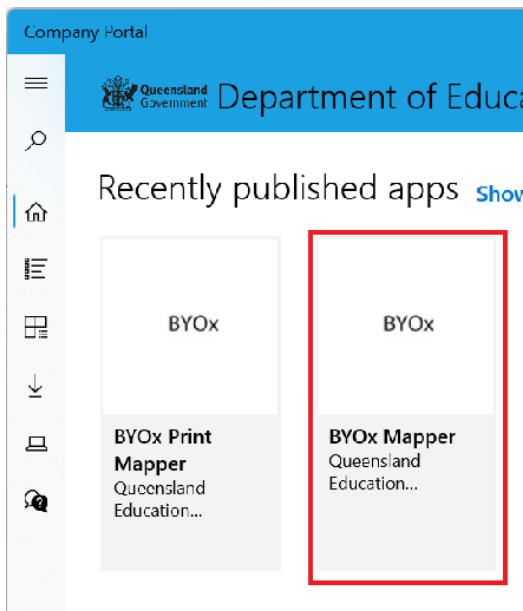 Company Portal
Queensland
Government
Department of Educa
Recently published apps Show
BYOx
BYOx
BYOx Print
Mapper
Queensland
Education...
BYOx Mapper
Queensland
Education...